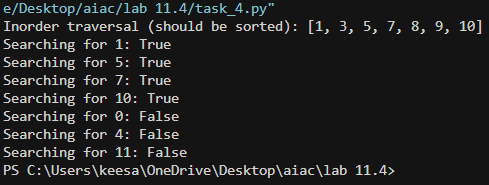 e/Desktop/aiac/lab 11.4/task_4.py"
Inorder traversal (should be sorted): [1, 3, 5, 7, 8, 9, 10]
Searching for 1: True
Searching for 5: True
Searching for 7: True
Searching for 10: True
Searching for 0: False
Searching for 4: False
Searching for 11: False
PS C:\Users\keesa\OneDrive\Desktop\aiac\lab 11.4>